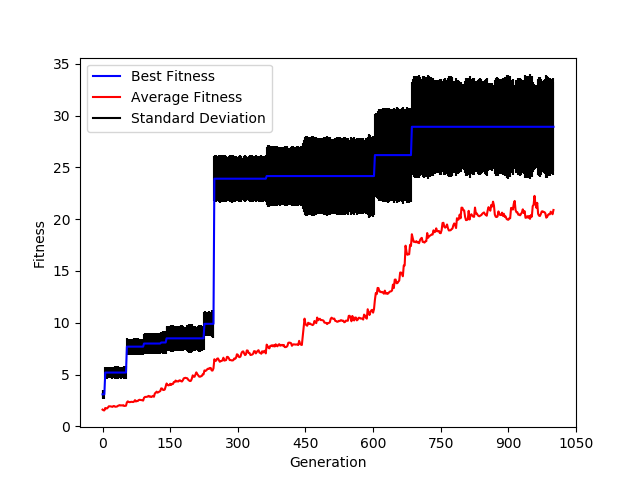 35
30
25
20
15
10
5
0
Fitness
Best Fitness
Average Fitness
Standard Deviation
0 150 300 450 600 750 900 1050
Generation